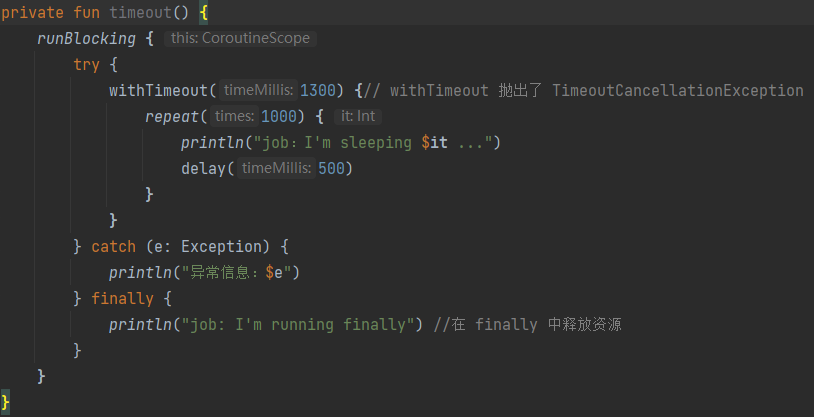 private fun timeout() {
runBlocking { this: CoroutineScope
try {
withTimeout( timeMillis: 1300) {// withTimeout 抛出了 TimeoutCancellationException
repeat( times: 1000) { it: Int
println("job：I'm sleeping $it ...")
delay( timeMillis: 500)
}
}
} catch (e: Exception) {
println("异常信息：$e")
} finally {
println("job: I'm running finally") //在 finally 中释放资源
}
}
}